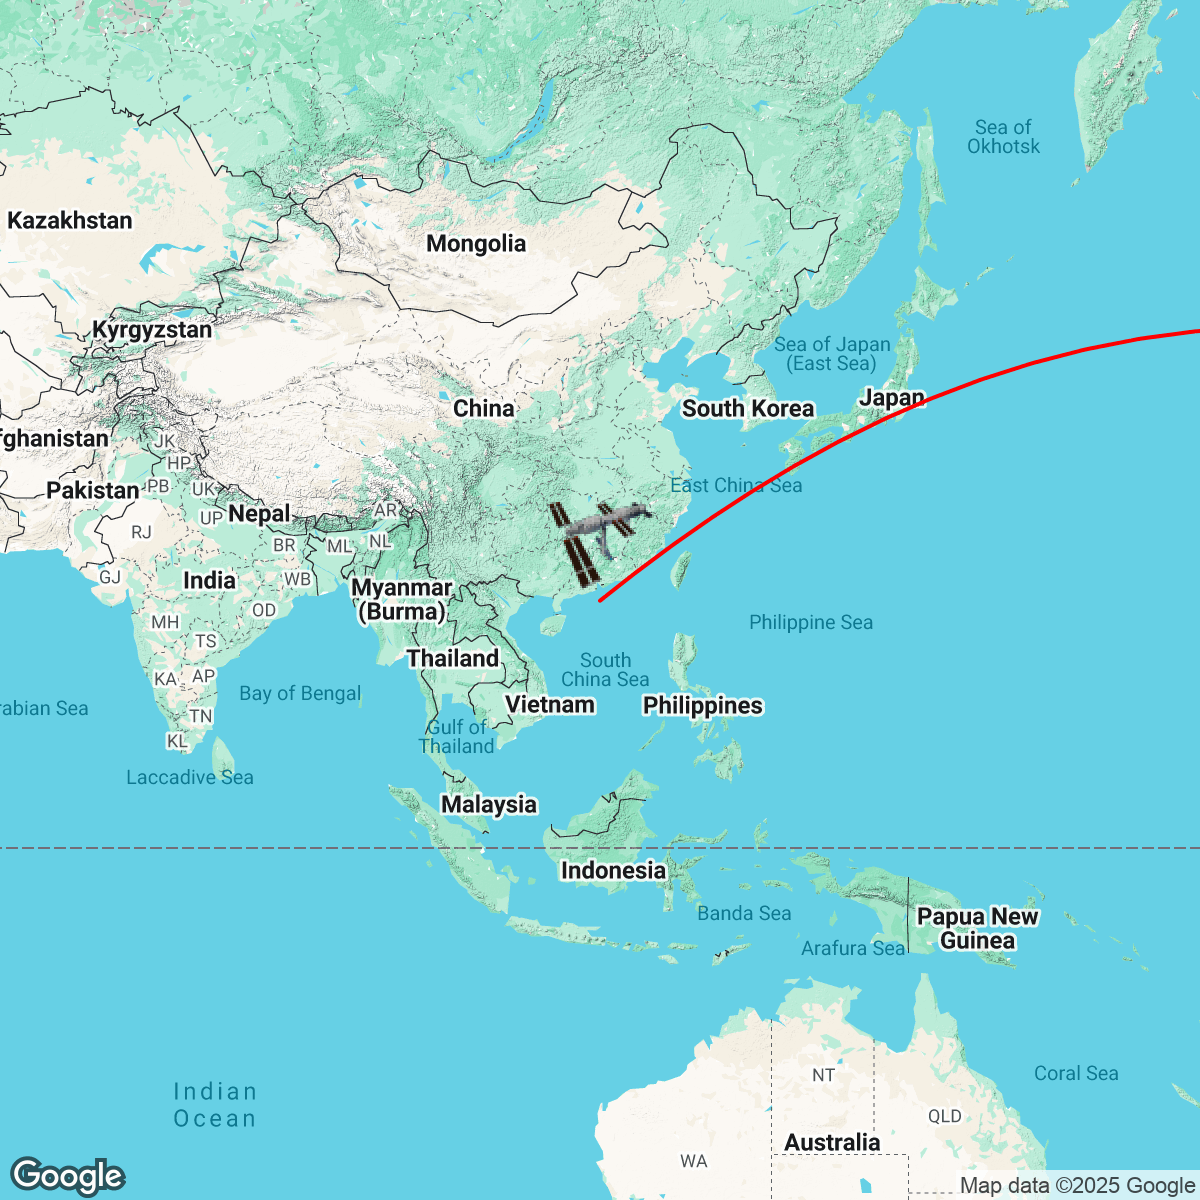 Sea of
Okhotsk
Kazakhstan
Mongolia
Kyrgyzstan
Sea of Japan
(East Sea)
Japan
China
South Korea
fghanistan
JK
HP
Pakistan
PB
UK
East China Sea
UP
Nepal
AR
RJ
BR
ML
NL
GJ
India
WB
Myanmar
(Burma)
OD
MH
Philippine Sea
TS
Thailand
South
China Sea
KA
AP
Bay of Bengal
Vietnam
Philippines
rabian Sea
TN
KL
Gulf of
Thailand
Laccadive Sea
Malaysia
Indonesia
Banda Sea
Papua New
Guinea
Arafura Sea
Indian
Ocean
NT
Coral Sea
QLD
Australia
WA
Google
Map data ©2025 Google